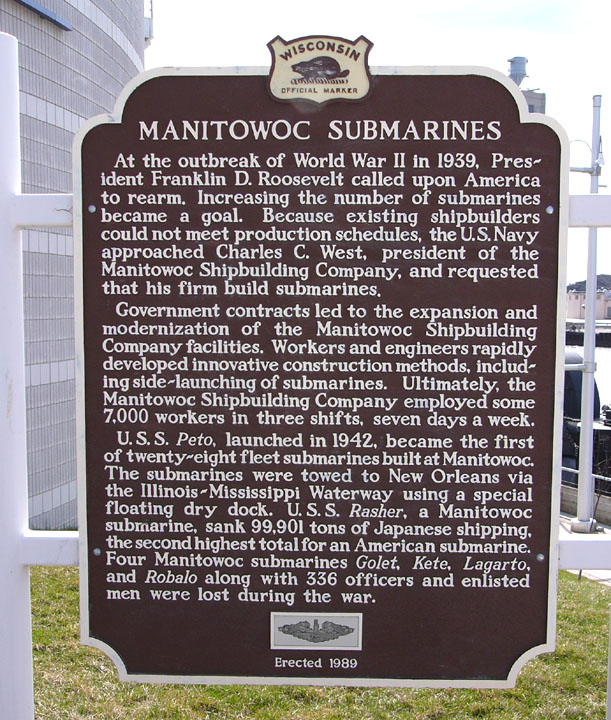 WISCONSIN
OFFICIAL MARKER
MANITOWOC SUBMARINES
At the outbreak of World War II in 1939, Pres-
ident Franklin D. Roosevelt called upon America
to rearm. Increasing the number of submarines
became a goal. Because existing shipbuilders
could not meet production schedules, the U.S. Navy
approached Charles C. West, president of the
Manitowoc Shipbuilding Company, and requested
that his firm build submarines.
Government contracts led to the expansion and
modernization of the Manitowoc Shipbuilding
Company facilities. Workers and engineers rapidly
developed innovative construction methods, includ-
ing side-launching of submarines. Ultimately, the
Manitowoc Shipbuilding Company employed some
7,000 workers in three shifts, seven days a week.
U.S.S. Peto, launched in 1942, became the first
of twenty-eight fleet submarines built at Manitowoc.
The submarines were towed to New Orleans via
the Illinois-Mississippi Waterway using a special
floating dry dock. U.S.S. Rasher, a Manitowoc
submarine, sank 99,901 tons of Japanese shipping,
the second highest total for an American submarine.
Four Manitowoc submarines Golet, Kete, Lagarto,
and Robalo along with 336 officers and enlisted
men were lost during the war.
Erected 1989